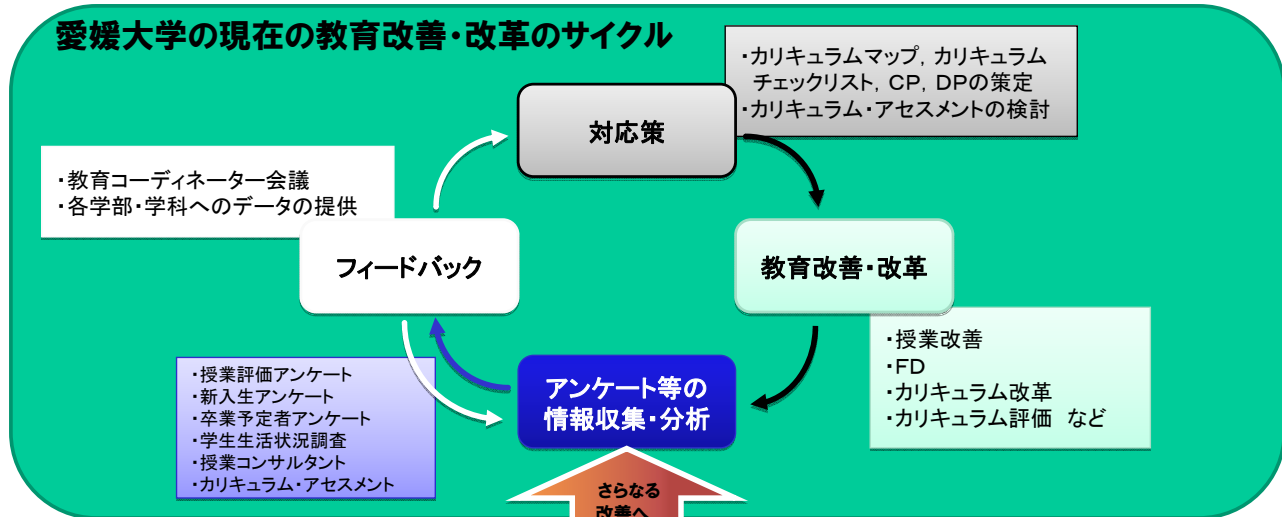 愛媛大学の現在の教育改善・改革のサイクル
・カリキュラムマップ, カリキュラム
チェックリスト, CP, DPの策定
・カリキュラム・アセスメントの検討
対応策
・教育コーディネーター会議
・各学部・学科へのデータの提供
フィードバック
教育改善・改革
・授業改善
・FD
・カリキュラム改革
・カリキュラム評価 など
・授業評価アンケート
・新入生アンケート
・卒業予定者アンケート
・学生生活状況調査
・授業コンサルタント
・カリキュラム・アセスメント
アンケート等の
情報収集・分析
さらなる
改善へ